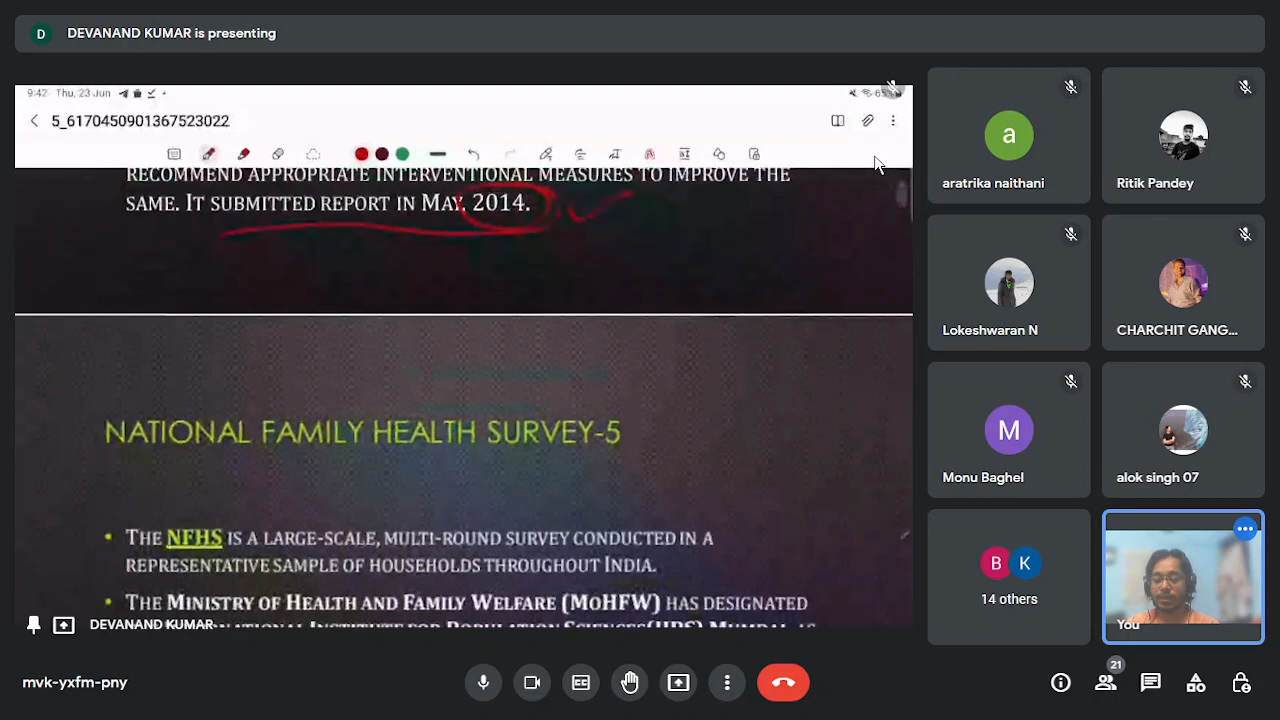 D DEVANAND KUMAR is presenting
9:42 Thu, 23 Jun
5_6170450901367523022
RECOMMEND APPROPRIATE INTERVENTIONAL MEASURES TO IMPROVE THE
SAME. IT SUBMITTED REPORT IN MAY, 2014.
NATIONAL FAMILY HEALTH SURVEY-5
• THE NFHS IS A LARGE-SCALE, MULTI-ROUND SURVEY CONDUCTED IN A
REPRESENTATIVE SAMPLE OF HOUSEHOLDS THROUGHOUT INDIA.
• THE MINISTRY OF HEALTH AND FAMILY WELFARE (MOHFW) HAS DESIGNATED
DEVANAND KUMAR
a
aratrika naithani
Ritik Pandey
Lokeshwaran N
CHARCHIT GANG...
M
Monu Baghel
alok singh 07
B K
14 others
You
mvk-yxfm-pny
21